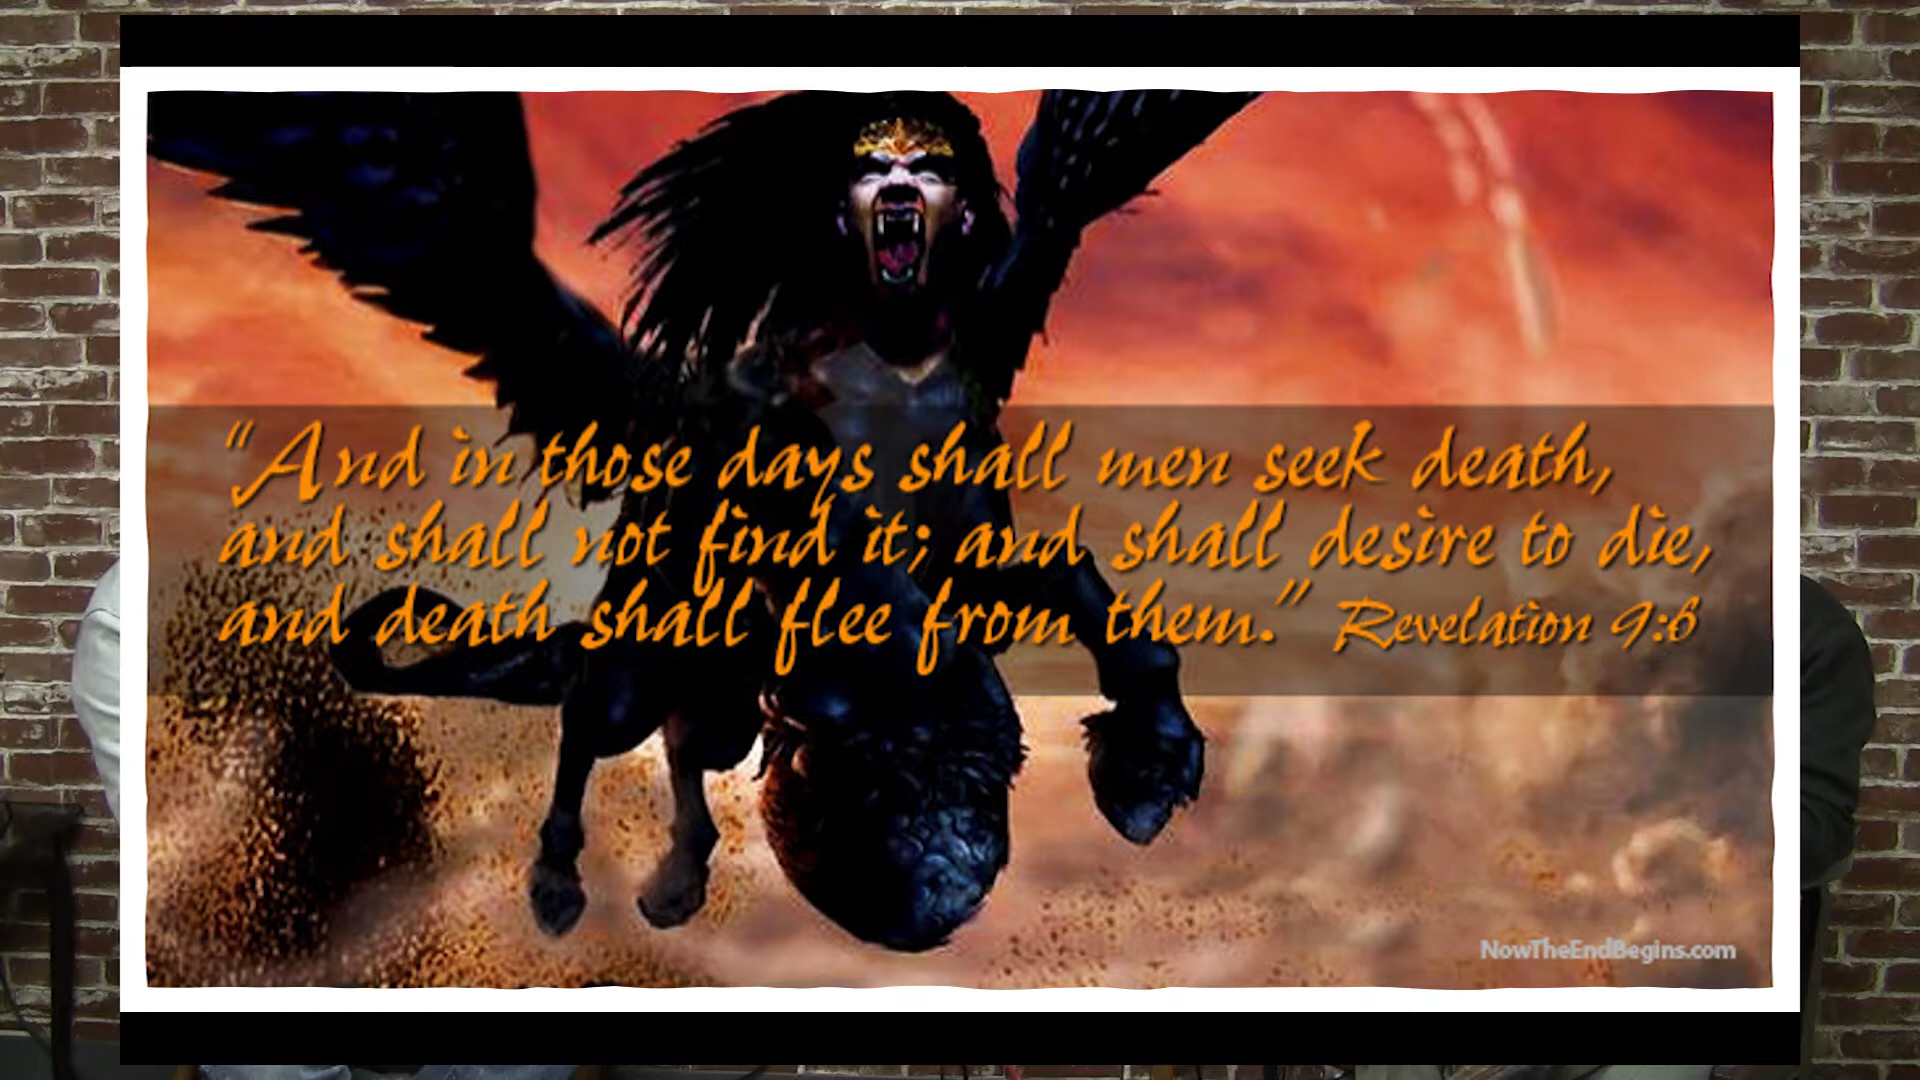 “And in those days shall men seek death,
and shall not find it; and shall desire to die,
and death shall flee from them.” Revelation 9:6
NowTheEndBegins.com